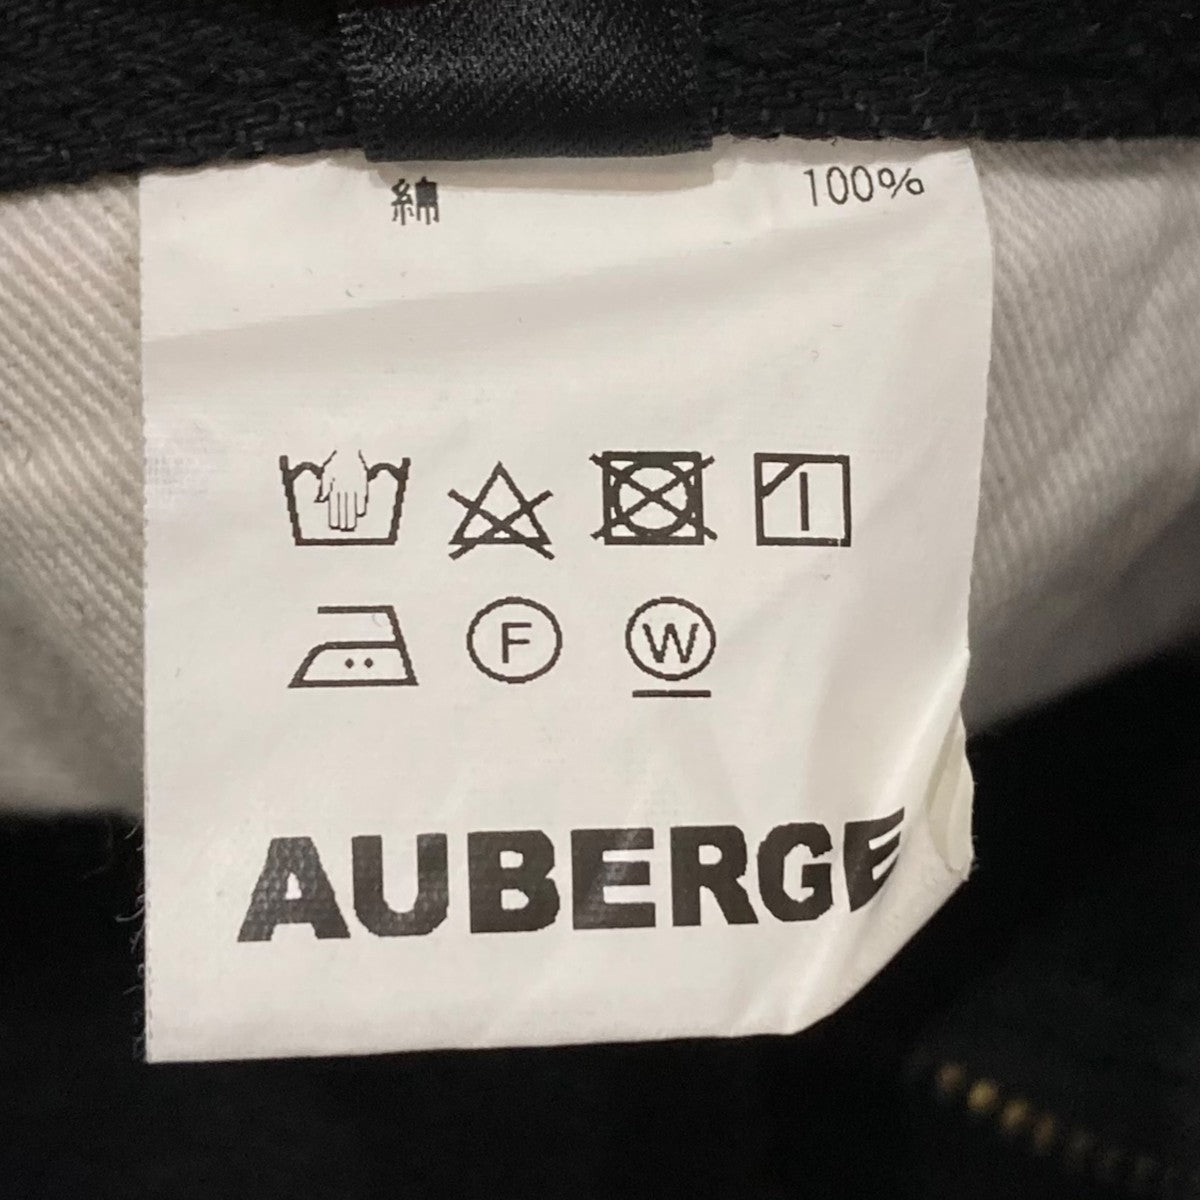 綿 100%
F W
AUBERGE